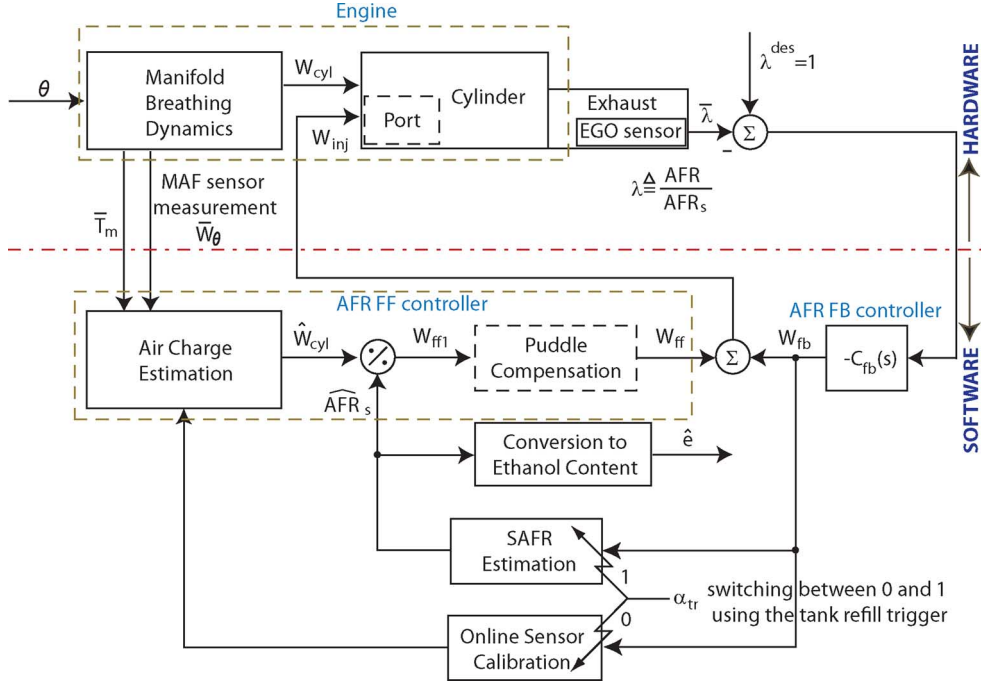 Engine
θ
Manifold
Breathing
Dynamics
W_cyl
W_inj
Port
Cylinder
Exhaust
EGO sensor
λ̅
λ^des=1
Σ
-
λ≜AFR/AFR_s
HARDWARE
T̅_m
MAF sensor
measurement
W̅_θ
AFR FF controller
AFR FB controller
Air Charge
Estimation
Ŵ_cyl
⁒
W_ff1
Puddle
Compensation
W_ff
Σ
W_fb
-C_fb(s)
SOFTWARE
\widehat{AFR}_s
Conversion to
Ethanol Content
ê
SAFR
Estimation
1
α_tr
switching between 0 and 1
using the tank refill trigger
0
Online Sensor
Calibration